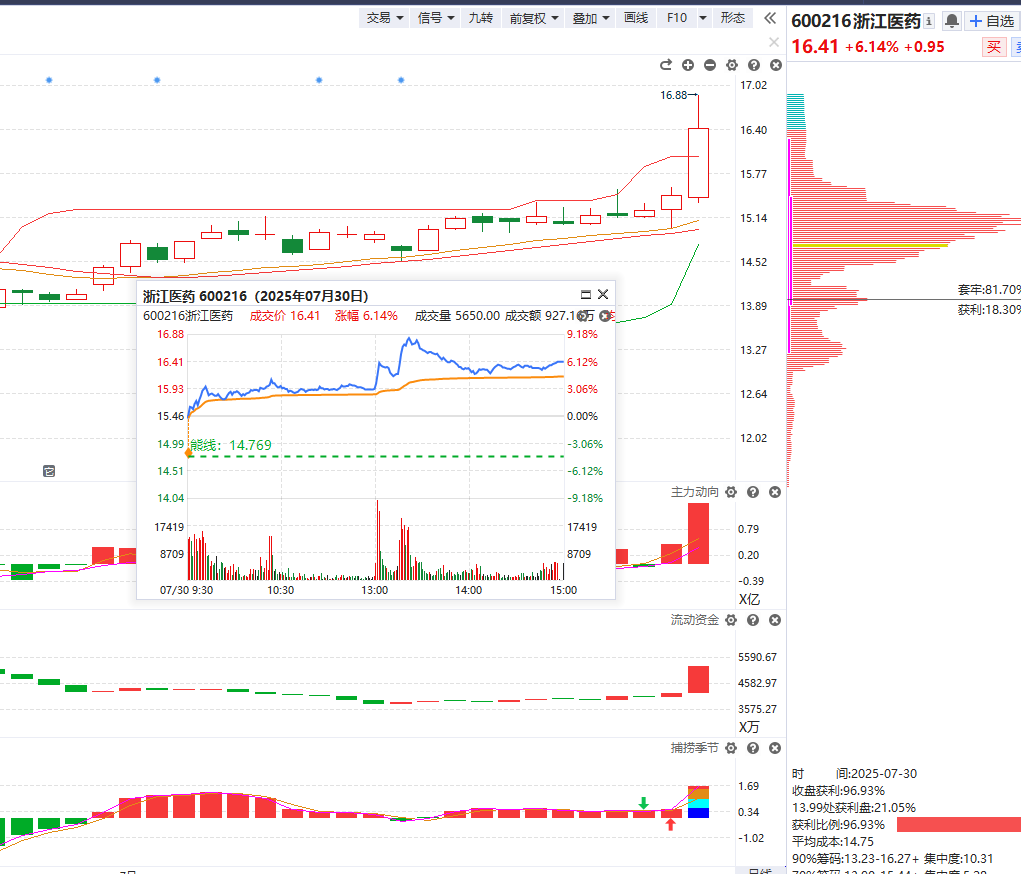 交易 信号 九转 前复权 叠加 画线 F10 形态
600216浙江医药
自选
16.41 +6.14% +0.95
买
17.02
16.88
16.40
15.77
15.14
14.52
13.89
13.27
12.64
12.02
套牢:81.70%
获利:18.30%
浙江医药 600216（2025年07月30日）
600216浙江医药 成交价 16.41 涨幅 6.14% 成交量 5650.00 成交额 927.16万
16.88 9.18%
16.41 6.12%
15.93 3.06%
15.46 0.00%
14.99 -3.06%
熊线：14.769
14.51 -6.12%
14.04 -9.18%
17419 17419
8709 8709
07/30 9:30 10:30 13:00 14:00 15:00
主力动向
0.79
0.20
-0.39
X亿
流动资金
5590.67
4582.97
3575.27
X万
捕捞季节
1.69
0.34
-1.02
时 间:2025-07-30
收盘获利:96.93%
13.99处获利盘:21.05%
获利比例:96.93%
平均成本:14.75
90%筹码:13.23-16.27+ 集中度:10.31